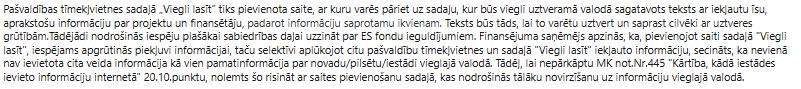 Pašvaldības tīmekļvietnes sadaļā „Viegli lasīt" tiks pievienota saite, ar kuru varēs pāriet uz sadaļu, kur būs viegli uztveramā valodā sagatavots teksts ar iekļautu īsu,
aprakstošu informāciju par projektu un finansētāju, padarot informāciju saprotamu ikvienam. Teksts būs tāds, lai to varētu uztvert un saprast cilvēki ar uztveres
grūtībām.Tādējādi nodrošinās iespēju plašākai sabiedrības daļai uzzināt par ES fondu ieguldījumiem. Finansējuma saņēmējs apzinās, ka, pievienojot saiti sadaļā "Viegli
lasīt", iespējams apgrūtinās piekļuvi informācijai, taču selektīvi aplūkojot citu pašvaldību tīmekļvietnes un sadaļā "Viegli lasīt" iekļauto informāciju, secināts, ka nevienā
nav ievietota cita veida informācija kā vien pamatinformācija par novadu/pilsētu/iestādi vieglajā valodā. Tādēļ, lai nepārkāptu MK not.Nr.445 "Kārtība, kādā iestādes
ievieto informāciju internetā" 20.10.punktu, nolemts šo risināt ar saites pievienošanu sadaļā, kas nodrošinās tālāku novirzīšanu uz informāciju vieglajā valodā.